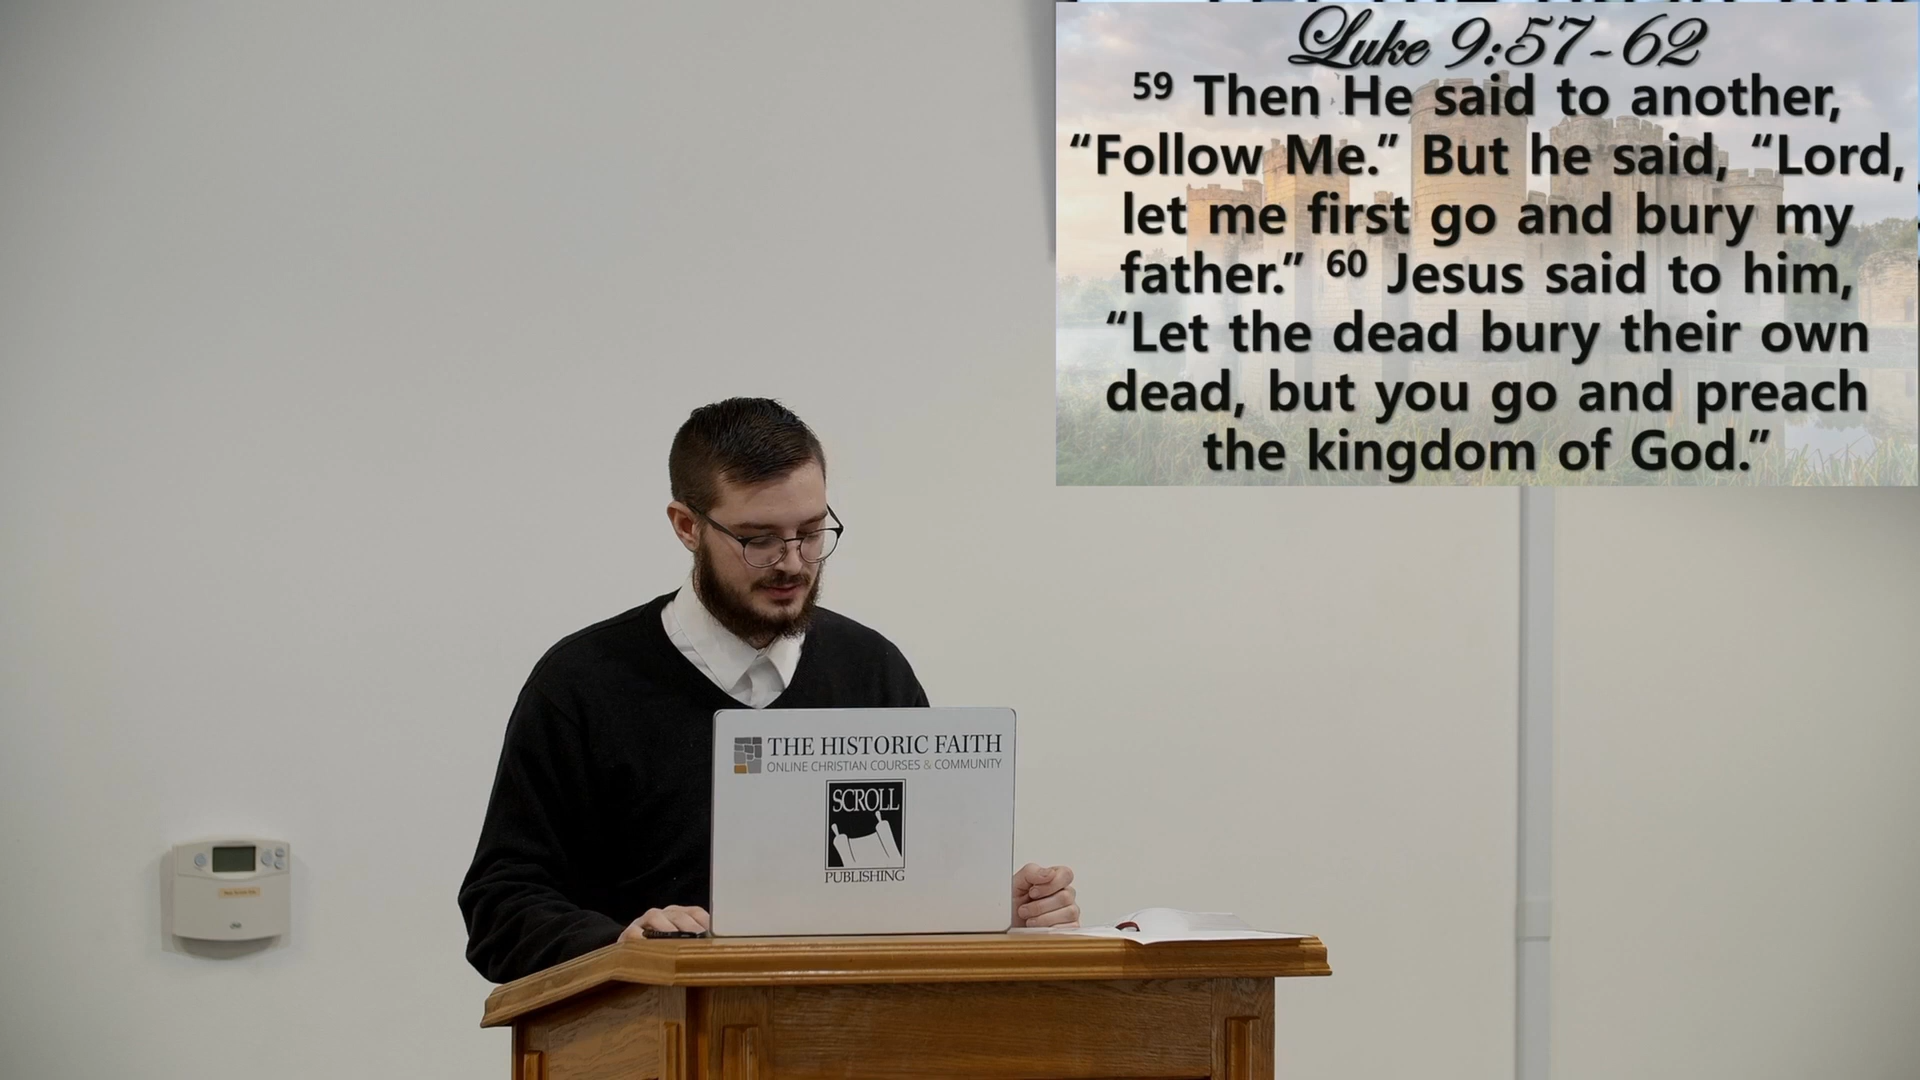 Luke 9:57-62
59 Then He said to another,
“Follow Me.” But he said, “Lord,
let me first go and bury my
father.” 60 Jesus said to him,
“Let the dead bury their own
dead, but you go and preach
the kingdom of God.”
THE HISTORIC FAITH
ONLINE CHRISTIAN COURSES & COMMUNITY
SCROLL
PUBLISHING